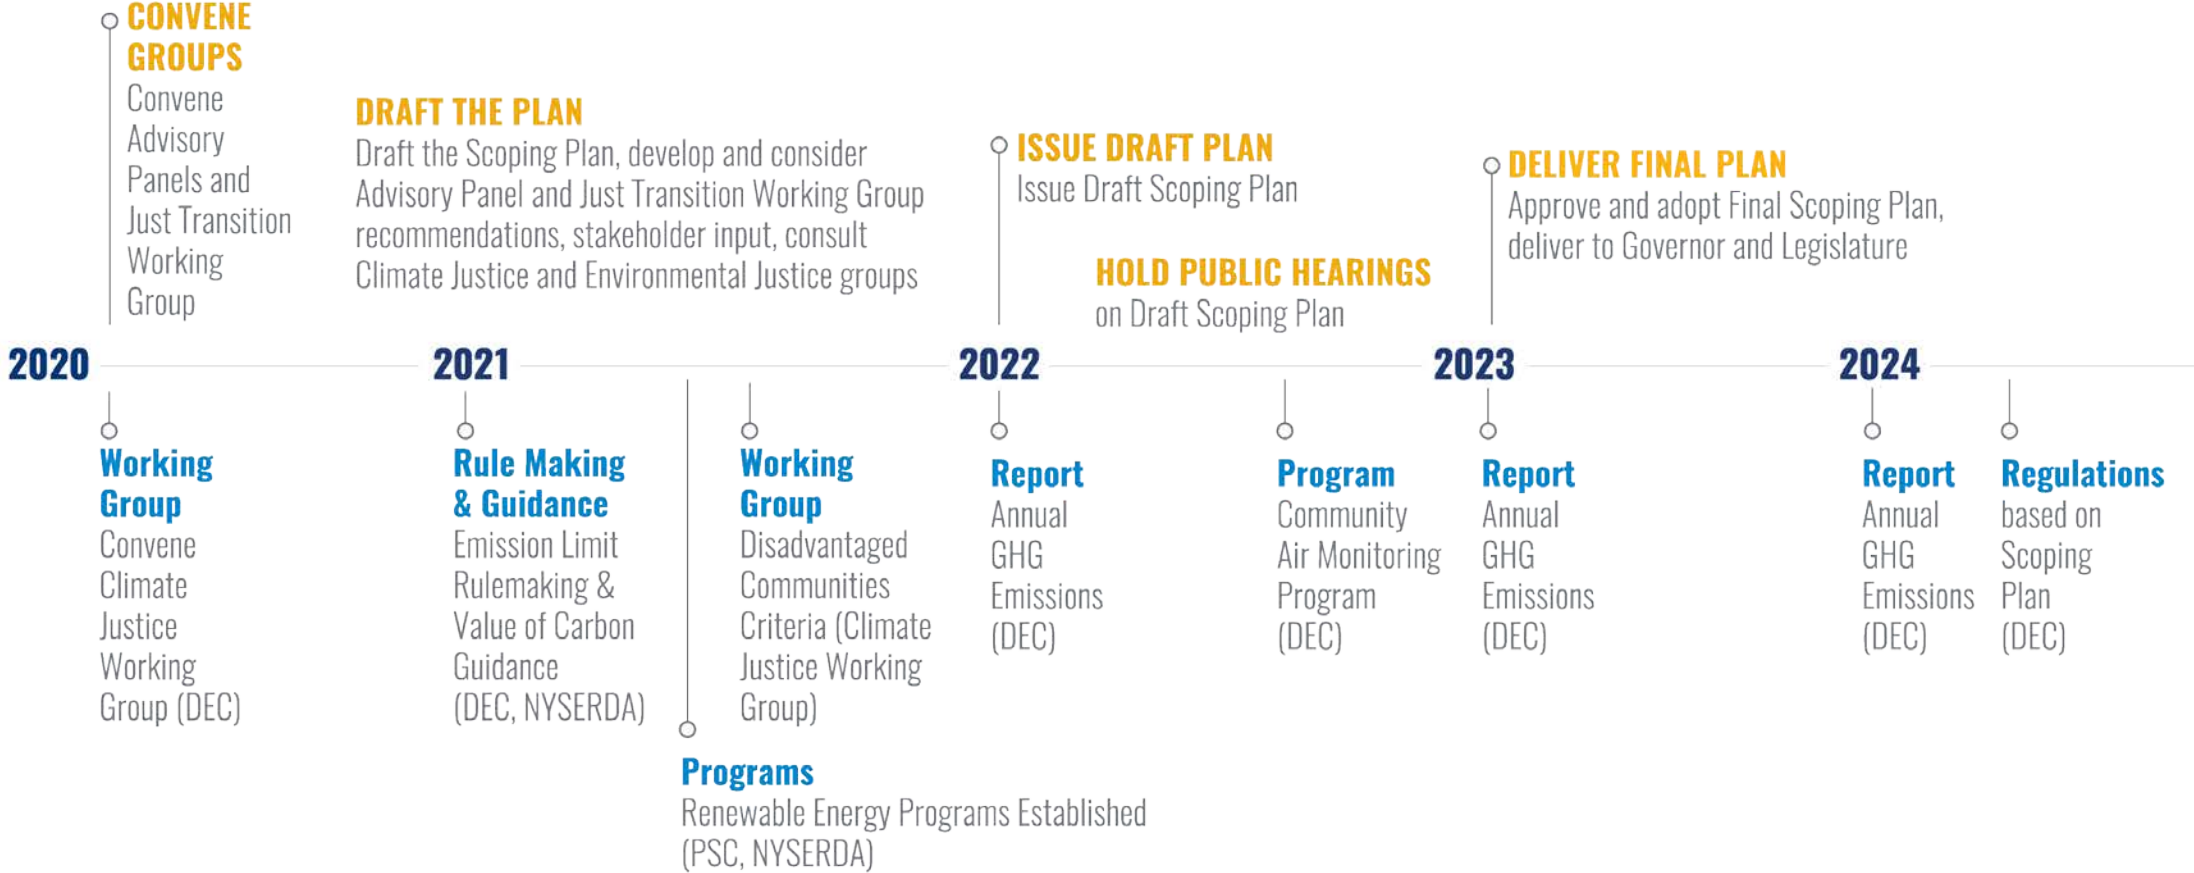 CONVENE
GROUPS
Convene
Advisory
Panels and
Just Transition
Working
Group
DRAFT THE PLAN
Draft the Scoping Plan, develop and consider
Advisory Panel and Just Transition Working Group
recommendations, stakeholder input, consult
Climate Justice and Environmental Justice groups
ISSUE DRAFT PLAN
Issue Draft Scoping Plan
HOLD PUBLIC HEARINGS
on Draft Scoping Plan
DELIVER FINAL PLAN
Approve and adopt Final Scoping Plan,
deliver to Governor and Legislature
2020
2021
2022
2023
2024
Working
Group
Convene
Climate
Justice
Working
Group (DEC)
Rule Making
& Guidance
Emission Limit
Rulemaking &
Value of Carbon
Guidance
(DEC, NYSERDA)
Programs
Renewable Energy Programs Established
(PSC, NYSERDA)
Working
Group
Disadvantaged
Communities
Criteria (Climate
Justice Working
Group)
Report
Annual
GHG
Emissions
(DEC)
Program
Community
Air Monitoring
Program
(DEC)
Report
Annual
GHG
Emissions
(DEC)
Report
Annual
GHG
Emissions
(DEC)
Regulations
based on
Scoping
Plan
(DEC)